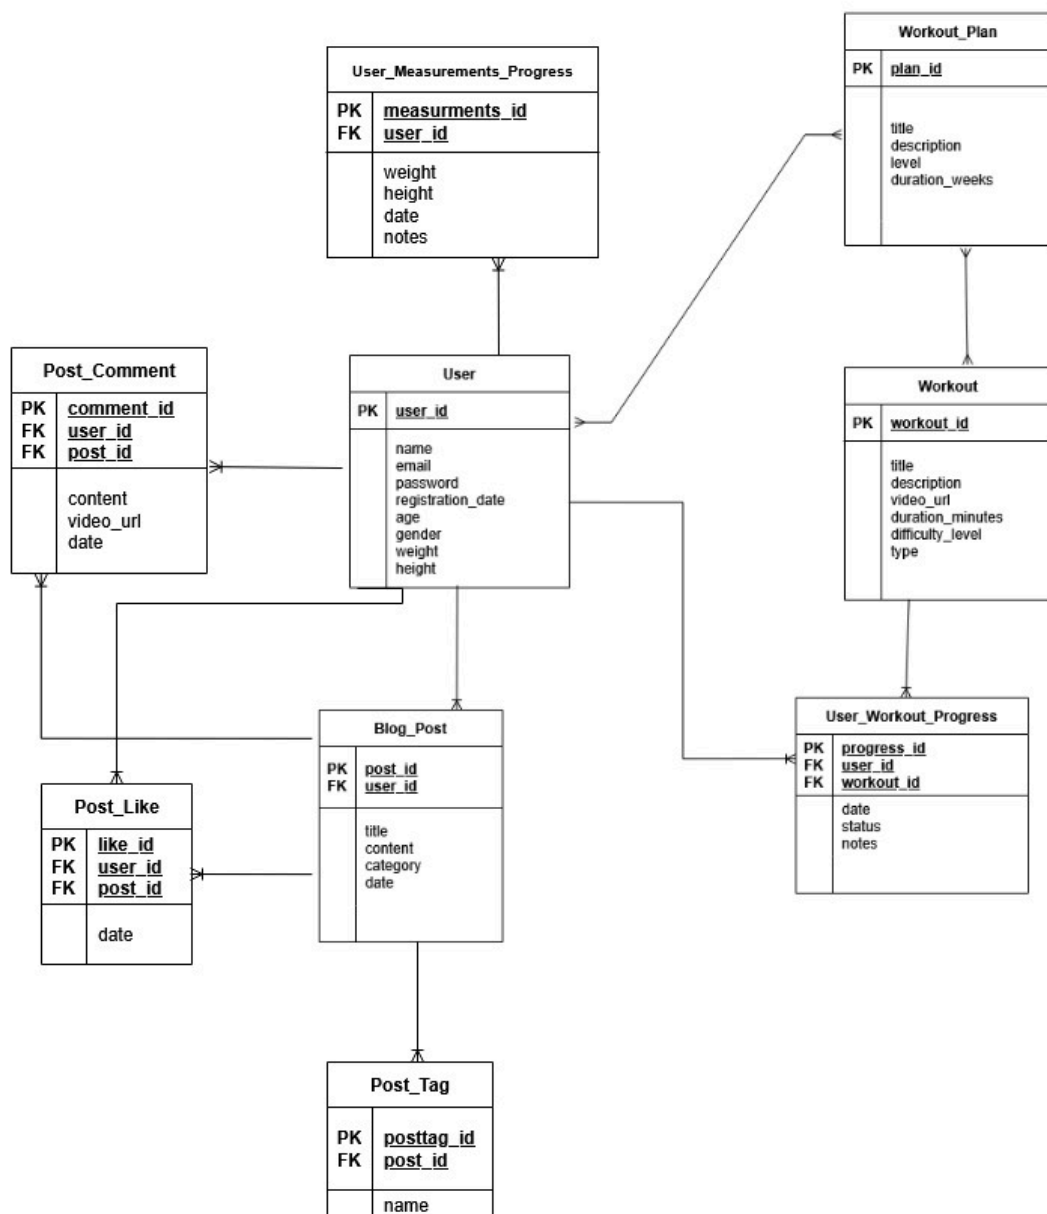 User_Measurements_Progress
PK measurments_id
FK user_id
weight
height
date
notes
Workout_Plan
PK plan_id
title
description
level
duration_weeks
Post_Comment
PK comment_id
FK user_id
FK post_id
content
video_url
date
User
PK user_id
name
email
password
registration_date
age
gender
weight
height
Workout
PK workout_id
title
description
video_url
duration_minutes
difficulty_level
type
Blog_Post
PK post_id
FK user_id
title
content
category
date
User_Workout_Progress
PK progress_id
FK user_id
FK workout_id
date
status
notes
Post_Like
PK like_id
FK user_id
FK post_id
date
Post_Tag
PK posttag_id
FK post_id
name